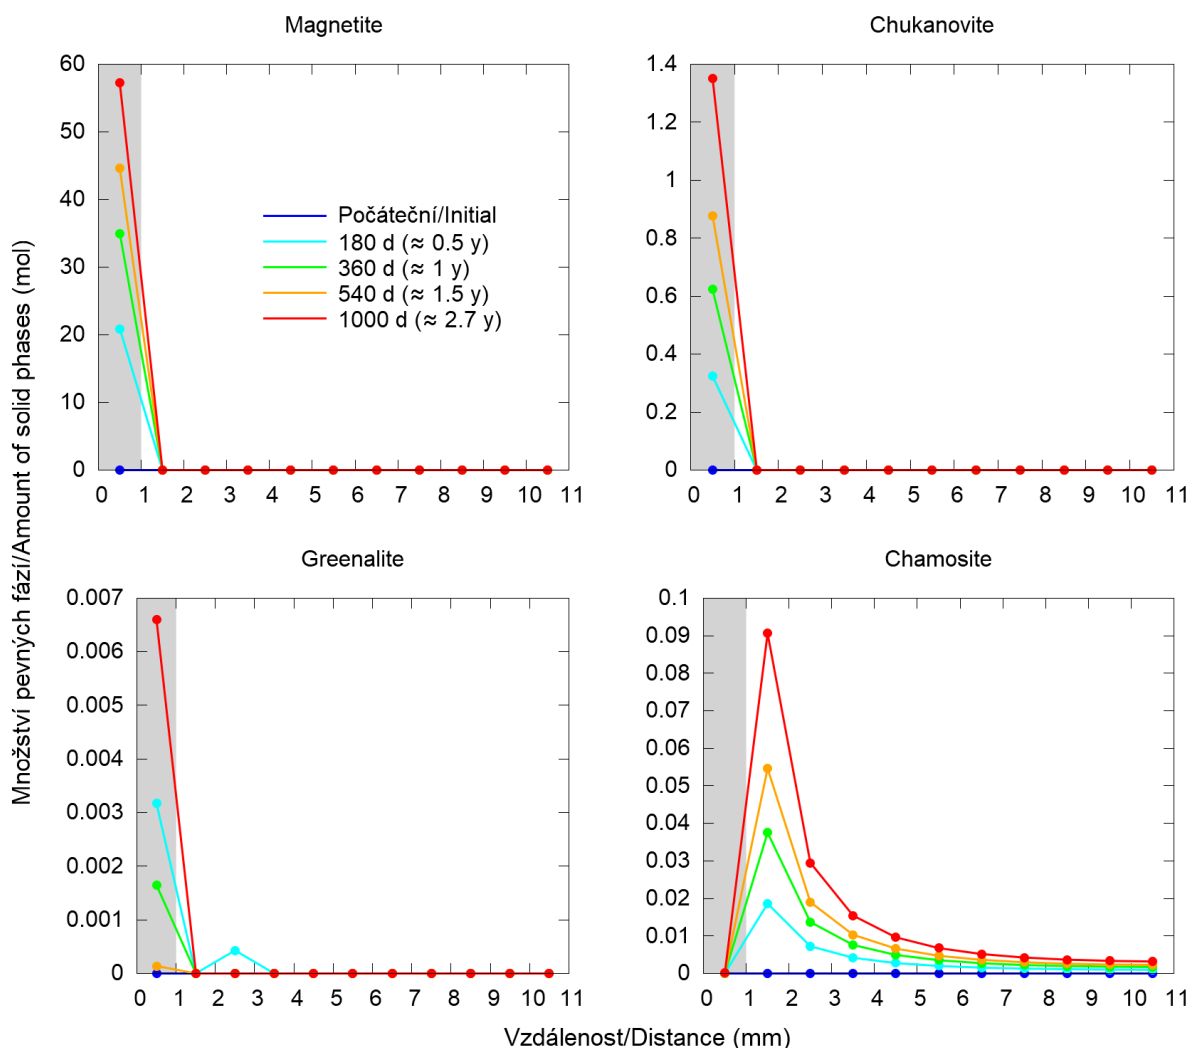 Magnetite
Chukanovite
60
50
40
30
20
10
0
0 1 2 3 4 5 6 7 8 9 10 11
Počáteční/Initial
180 d (≈ 0.5 y)
360 d (≈ 1 y)
540 d (≈ 1.5 y)
1000 d (≈ 2.7 y)
1.4
1.2
1
0.8
0.6
0.4
0.2
0
0 1 2 3 4 5 6 7 8 9 10 11
Množství pevných fází/Amount of solid phases (mol)
Greenalite
Chamosite
0.007
0.006
0.005
0.004
0.003
0.002
0.001
0
0 1 2 3 4 5 6 7 8 9 10 11
0.1
0.09
0.08
0.07
0.06
0.05
0.04
0.03
0.02
0.01
0
0 1 2 3 4 5 6 7 8 9 10 11
Vzdálenost/Distance (mm)